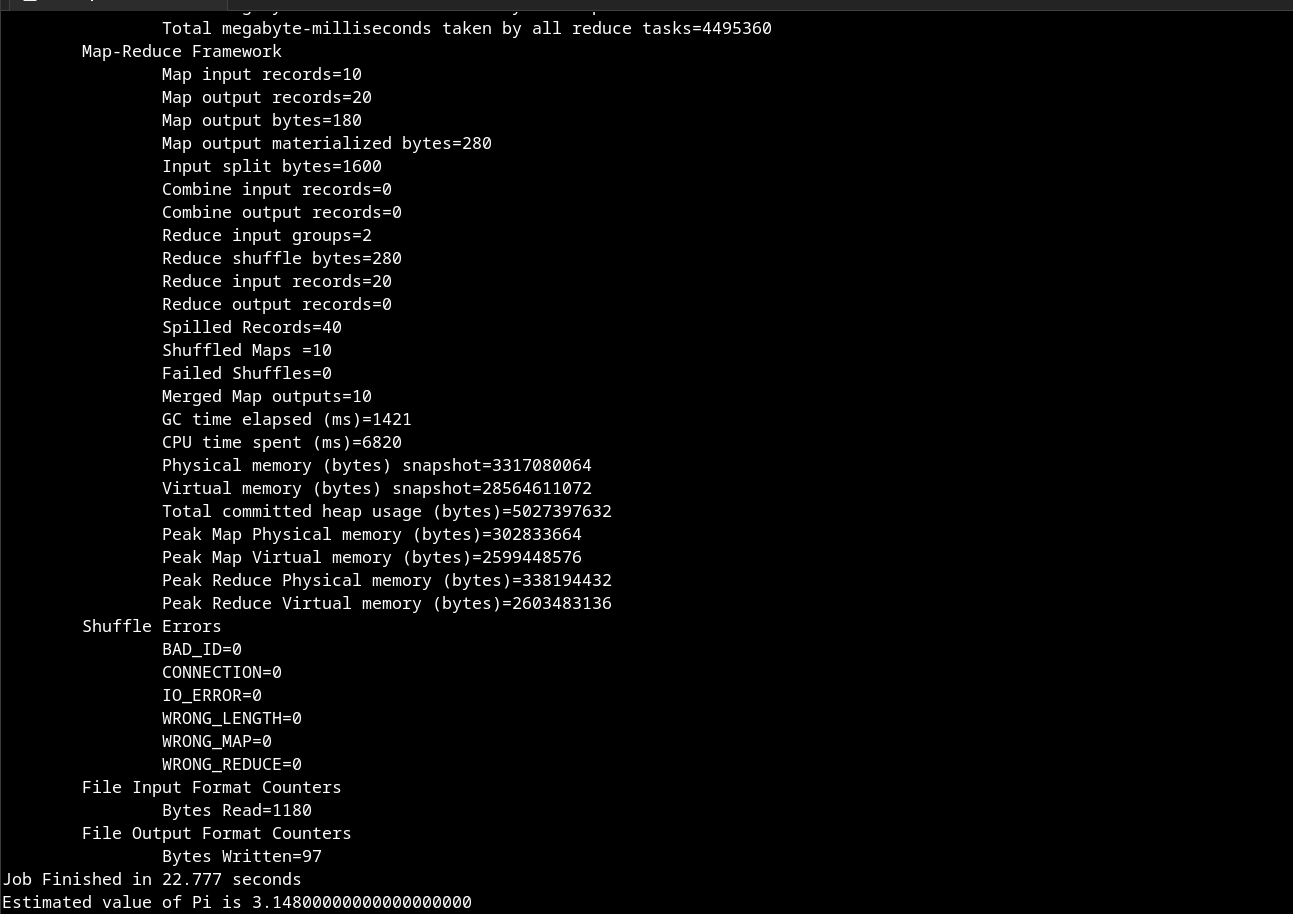 Total megabyte-milliseconds taken by all reduce tasks=4495360
Map-Reduce Framework
Map input records=10
Map output records=20
Map output bytes=180
Map output materialized bytes=280
Input split bytes=1600
Combine input records=0
Combine output records=0
Reduce input groups=2
Reduce shuffle bytes=280
Reduce input records=20
Reduce output records=0
Spilled Records=40
Shuffled Maps =10
Failed Shuffles=0
Merged Map outputs=10
GC time elapsed (ms)=1421
CPU time spent (ms)=6820
Physical memory (bytes) snapshot=3317080064
Virtual memory (bytes) snapshot=28564611072
Total committed heap usage (bytes)=5027397632
Peak Map Physical memory (bytes)=302833664
Peak Map Virtual memory (bytes)=2599448576
Peak Reduce Physical memory (bytes)=338194432
Peak Reduce Virtual memory (bytes)=2603483136
Shuffle Errors
BAD_ID=0
CONNECTION=0
IO_ERROR=0
WRONG_LENGTH=0
WRONG_MAP=0
WRONG_REDUCE=0
File Input Format Counters
Bytes Read=1180
File Output Format Counters
Bytes Written=97
Job Finished in 22.777 seconds
Estimated value of Pi is 3.14800000000000000000